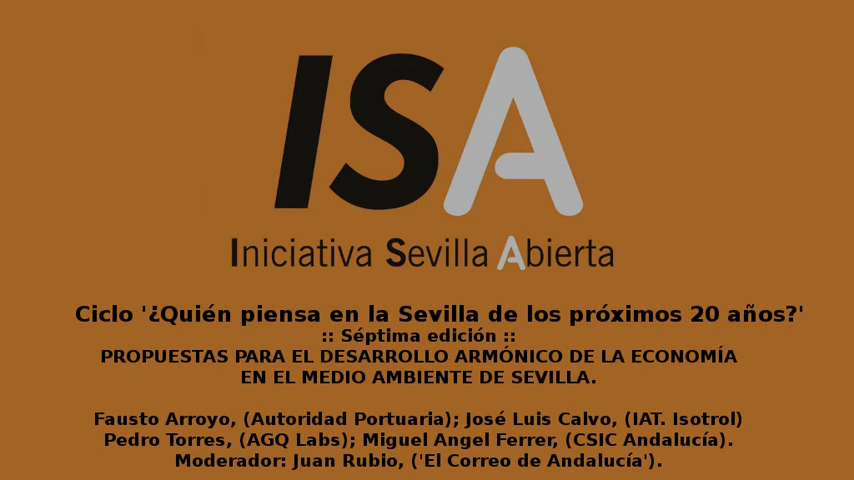 ISA
Iniciativa Sevilla Abierta
Ciclo '¿Quién piensa en la Sevilla de los próximos 20 años?'
:: Séptima edición ::
PROPUESTAS PARA EL DESARROLLO ARMÓNICO DE LA ECONOMÍA
EN EL MEDIO AMBIENTE DE SEVILLA.
Fausto Arroyo, (Autoridad Portuaria); José Luis Calvo, (IAT. Isotrol)
Pedro Torres, (AGQ Labs); Miguel Angel Ferrer, (CSIC Andalucía).
Moderador: Juan Rubio, ('El Correo de Andalucía').